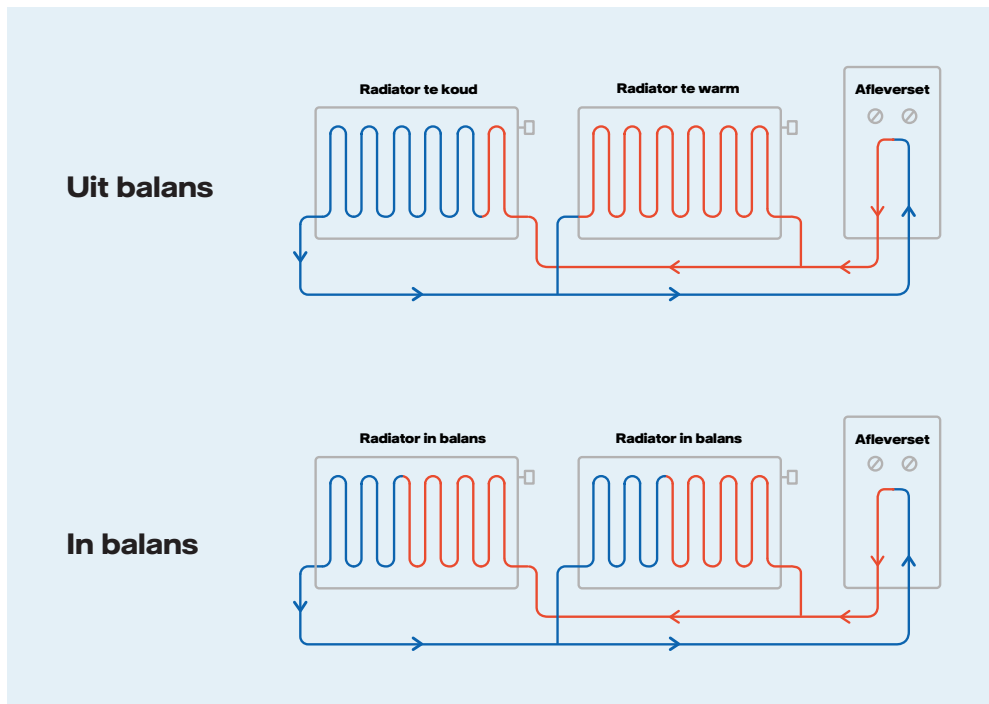 Radiator te koud
Radiator te warm
Afleverset
Uit balans
Radiator in balans
Radiator in balans
Afleverset
In balans